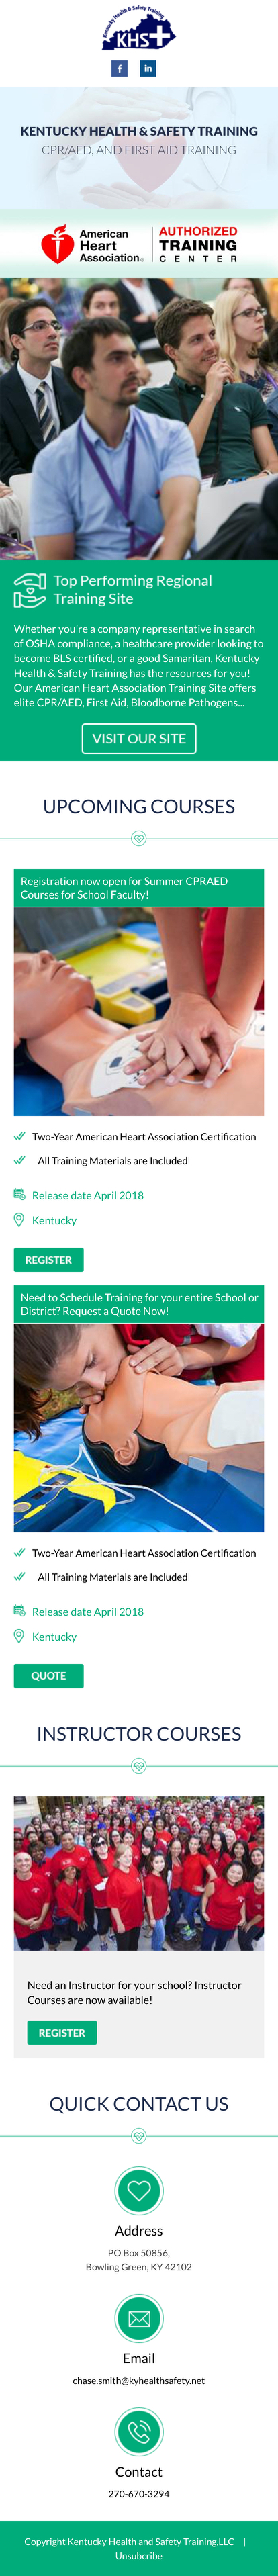 Kentucky Health & Safety Training
KHS
f
in
KENTUCKY HEALTH & SAFETY TRAINING
CPR/AED, AND FIRST AID TRAINING
American
Heart
Association®
AUTHORIZED
TRAINING
CENTER
Top Performing Regional
Training Site
Whether you're a company representative in search
of OSHA compliance, a healthcare provider looking to
become BLS certified, or a good Samaritan, Kentucky
Health & Safety Training has the resources for you!
Our American Heart Association Training Site offers
elite CPR/AED, First Aid, Bloodborne Pathogens...
VISIT OUR SITE
UPCOMING COURSES
Registration now open for Summer CPRAED
Courses for School Faculty!
Two-Year American Heart Association Certification
All Training Materials are Included
Release date April 2018
Kentucky
REGISTER
Need to Schedule Training for your entire School or
District? Request a Quote Now!
Two-Year American Heart Association Certification
All Training Materials are Included
Release date April 2018
Kentucky
QUOTE
INSTRUCTOR COURSES
Need an Instructor for your school? Instructor
Courses are now available!
REGISTER
QUICK CONTACT US
Address
PO Box 50856,
Bowling Green, KY 42102
Email
chase.smith@kyhealthsafety.net
Contact
270-670-3294
Copyright Kentucky Health and Safety Training,LLC |
Unsubcribe